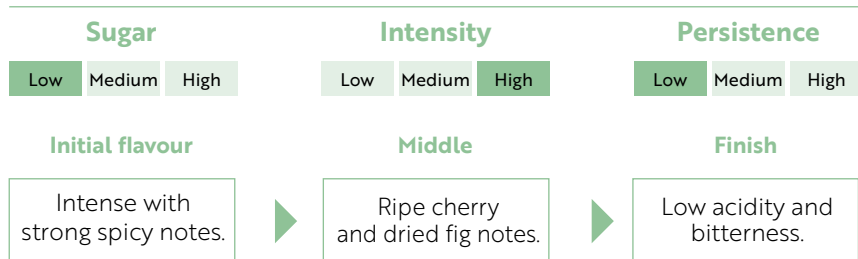 Sugar
Intensity
Persistence
Low Medium High
Low Medium High
Low Medium High
Initial flavour
Middle
Finish
Intense with
strong spicy notes.
Ripe cherry
and dried fig notes.
Low acidity and
bitterness.